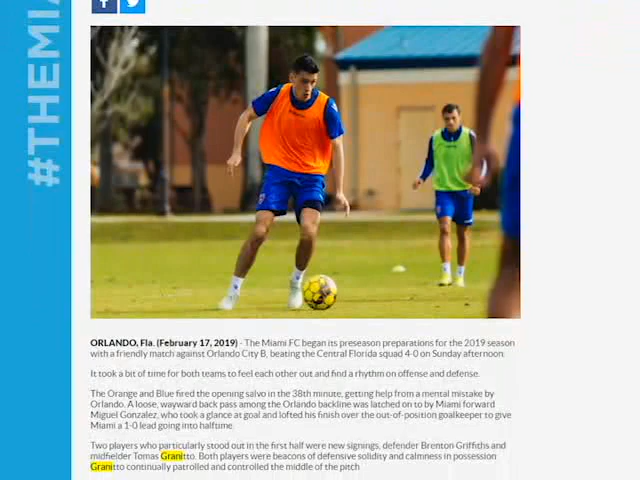 #THEMIA
ORLANDO, Fla. (February 17, 2019) - The Miami FC began its preseason preparations for the 2019 season
with a friendly match against Orlando City B, beating the Central Florida squad 4-0 on Sunday afternoon.
It took a bit of time for both teams to feel each other out and find a rhythm on offense and defense.
The Orange and Blue fired the opening salvo in the 38th minute, getting help from a mental mistake by
Orlando. A loose, wayward back pass among the Orlando backline was latched on to by Miami forward
Miguel Gonzalez, who took a glance at goal and lofted his finish over the out-of-position goalkeeper to give
Miami a 1-0 lead going into halftime.
Two players who particularly stood out in the first half were new signings, defender Brenton Griffiths and
midfielder Tomas Granitto. Both players were beacons of defensive solidity and calmness in possession
Granitto continually patrolled and controlled the middle of the pitch